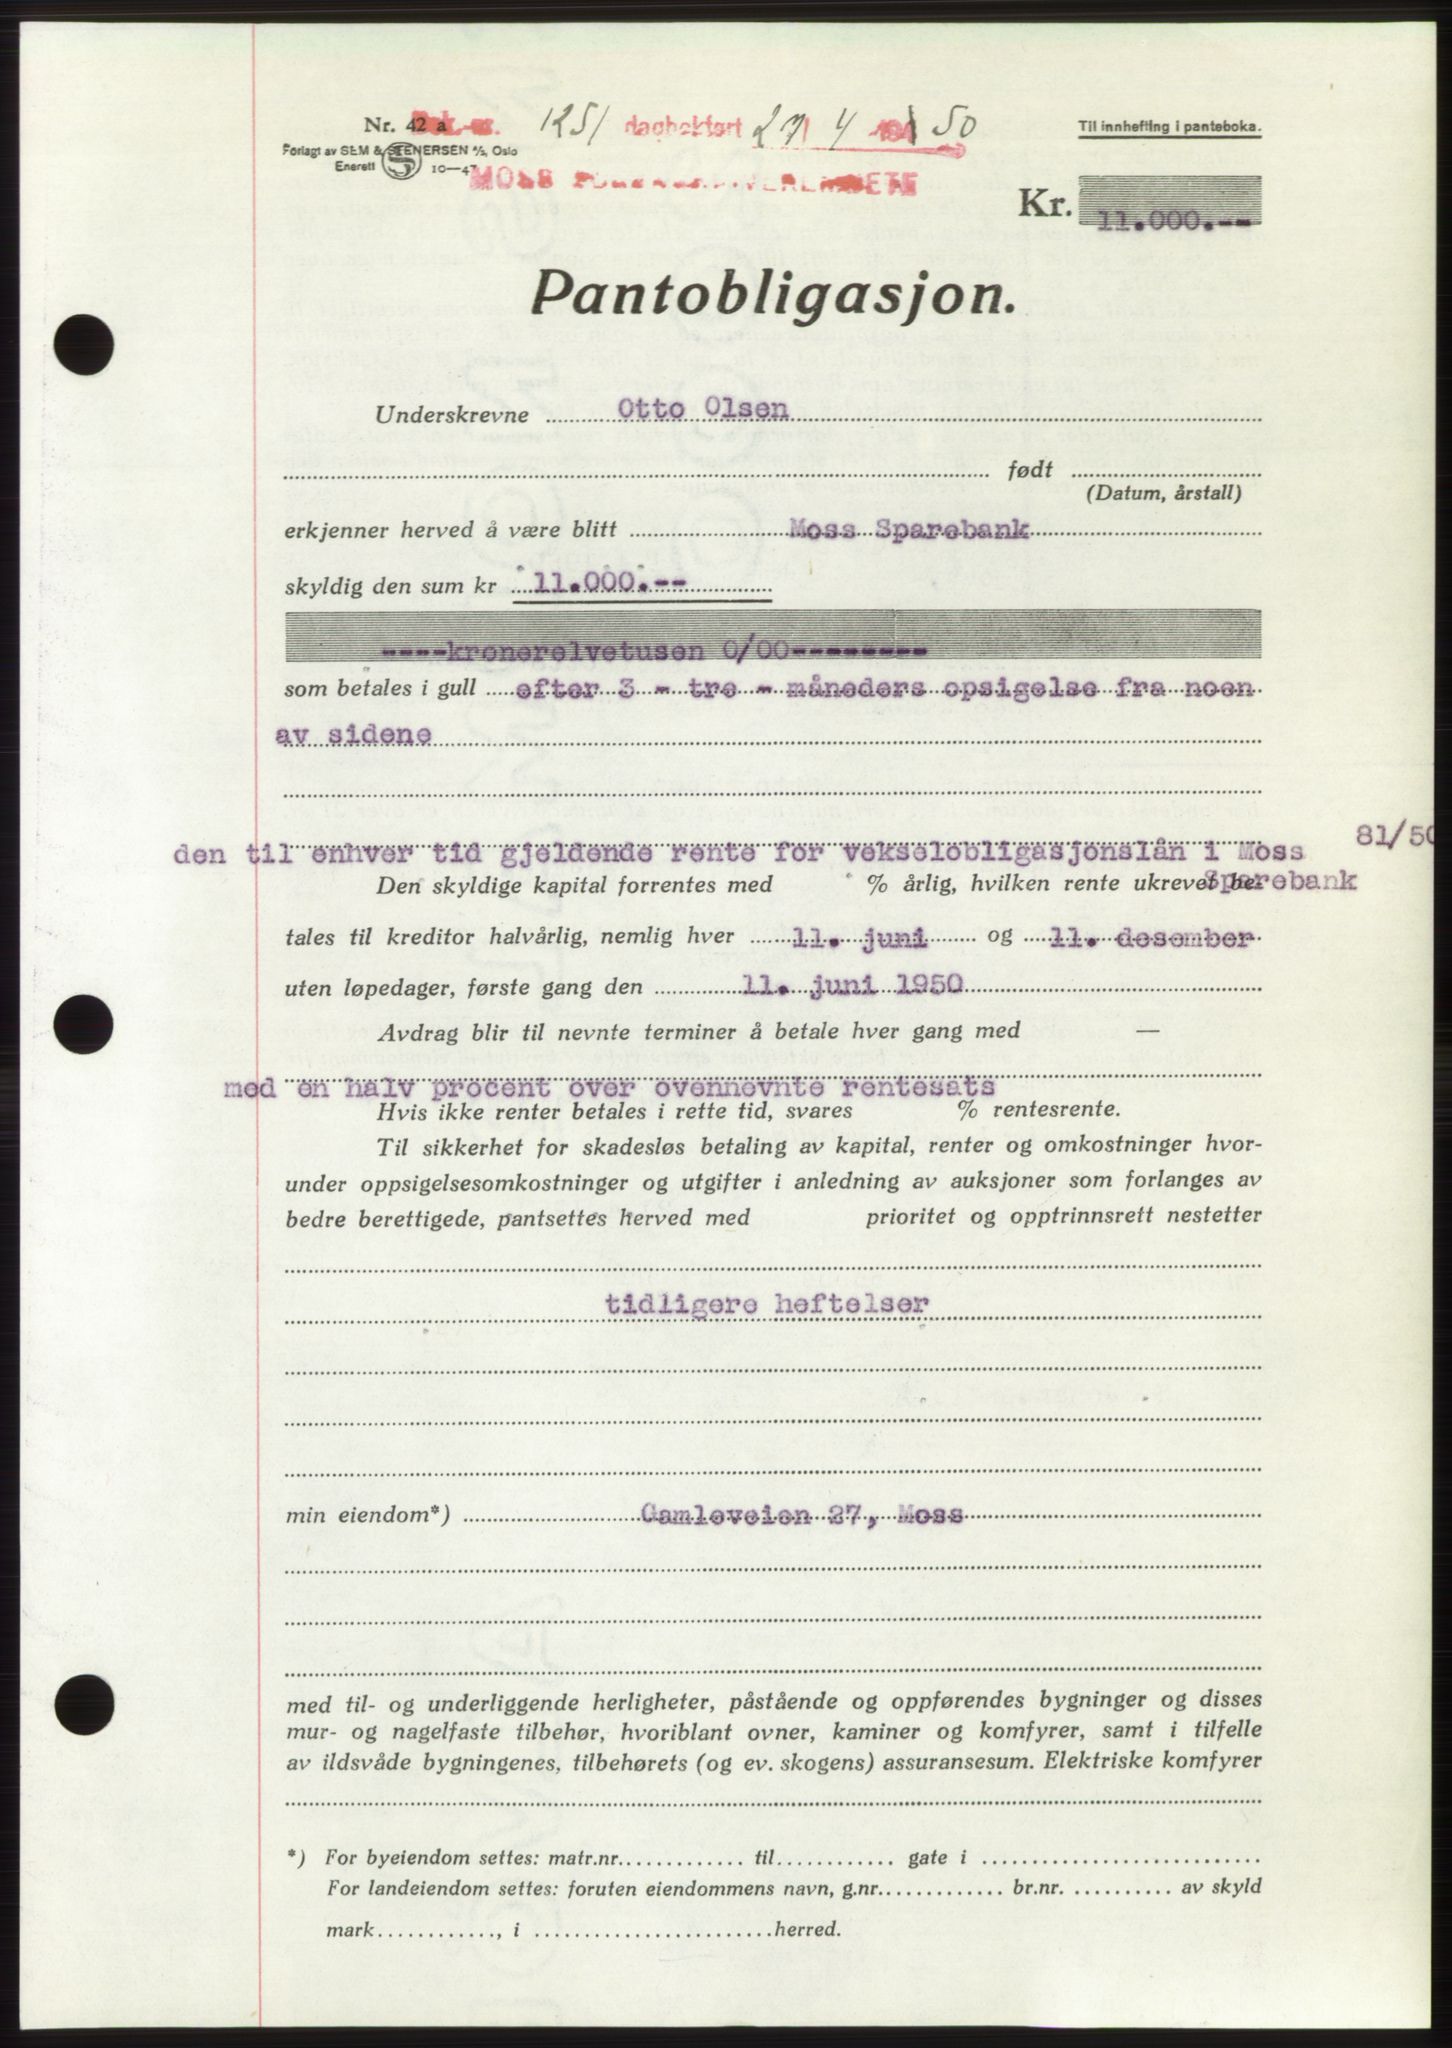 Nr. 42 a Dok.-nr. 1251 dagbokført 27/4 1950
Forlagt av SEM & STENERSEN A/S, Oslo
Enerett 10—47
Til innhefting i panteboka.
MOSS
Kr. 11.000.--
Pantobligasjon.
Underskrevne Otto Olsen
født
(Datum, årstall)
erkjenner herved å være blitt Moss Sparebank
skyldig den sum kr 11.000.--
----kronerelvetusen 0/00--------
som betales i gull efter 3 - tre - måneders opsigelse fra noen
av sidene
81/50
den til enhver tid gjeldende rente for vekselobligasjonslån i Moss
Sparebank
Den skyldige kapital forrentes med % årlig, hvilken rente ukrevet be-
tales til kreditor halvårlig, nemlig hver 11. juni og 11. desember
uten løpedager, første gang den 11. juni 1950
Avdrag blir til nevnte terminer å betale hver gang med —
med en halv procent over ovennevnte rentesats
Hvis ikke renter betales i rette tid, svares % rentesrente.
Til sikkerhet for skadesløs betaling av kapital, renter og omkostninger hvor-
under oppsigelsesomkostninger og utgifter i anledning av auksjoner som forlanges av
bedre berettigede, pantsettes herved med prioritet og opptrinnsrett nestetter
tidligere heftelser
min eiendom*) Gamleveien 27, Moss
med til- og underliggende herligheter, påstående og oppførendes bygninger og disses
mur- og nagelfaste tilbehør, hvoriblant ovner, kaminer og komfyrer, samt i tilfelle
av ildsvåde bygningenes, tilbehørets (og ev. skogens) assuransesum. Elektriske komfyrer
*) For byeiendom settes: matr.nr. til gate i
For landeiendom settes: foruten eiendommens navn, g.nr. br.nr. av skyld
mark, i herred.